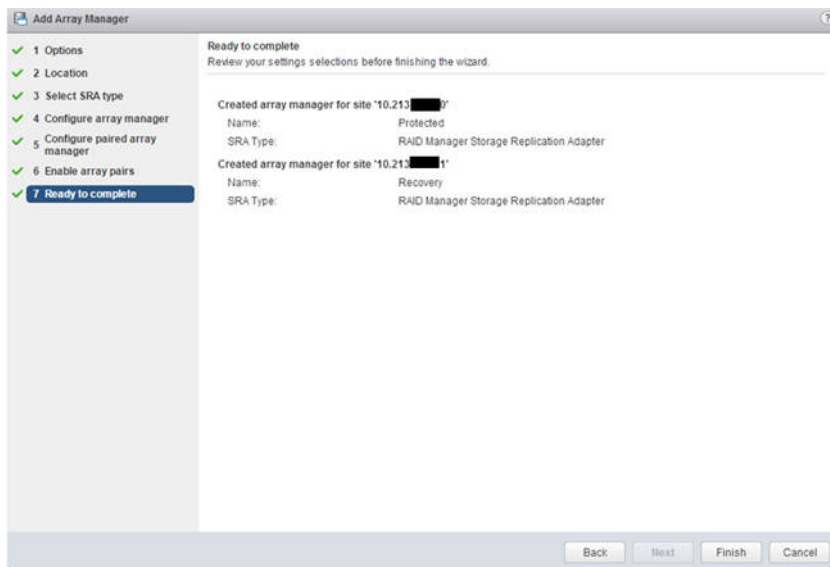 Add Array Manager
?
1 Options
2 Location
3 Select SRA type
4 Configure array manager
5 Configure paired array
manager
6 Enable array pairs
7 Ready to complete
Ready to complete
Review your settings selections before finishing the wizard.
Created array manager for site '10.213 0'
Name: Protected
SRA Type: RAID Manager Storage Replication Adapter
Created array manager for site '10.213 1'
Name: Recovery
SRA Type: RAID Manager Storage Replication Adapter
Back Next Finish Cancel